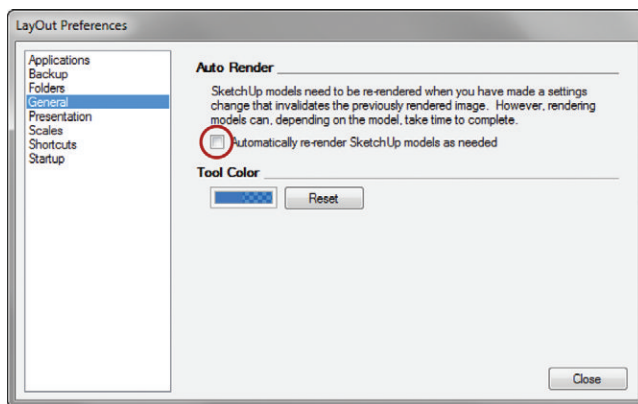 LayOut Preferences
Applications
Backup
Folders
General
Presentation
Scales
Shortcuts
Startup
Auto Render
SketchUp models need to be re-rendered when you have made a settings
change that invalidates the previously rendered image. However, rendering
models can, depending on the model, take time to complete.
Automatically re-render SketchUp models as needed
Tool Color
Reset
Close